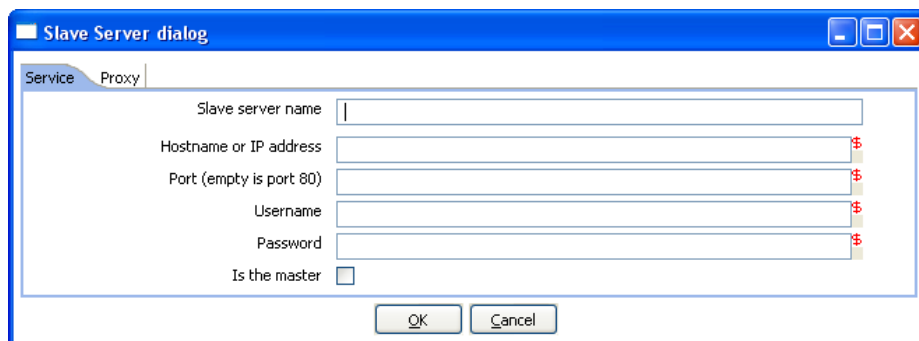 Slave Server dialog
Service Proxy
Slave server name
Hostname or IP address $
Port (empty is port 80) $
Username $
Password $
Is the master
OK Cancel